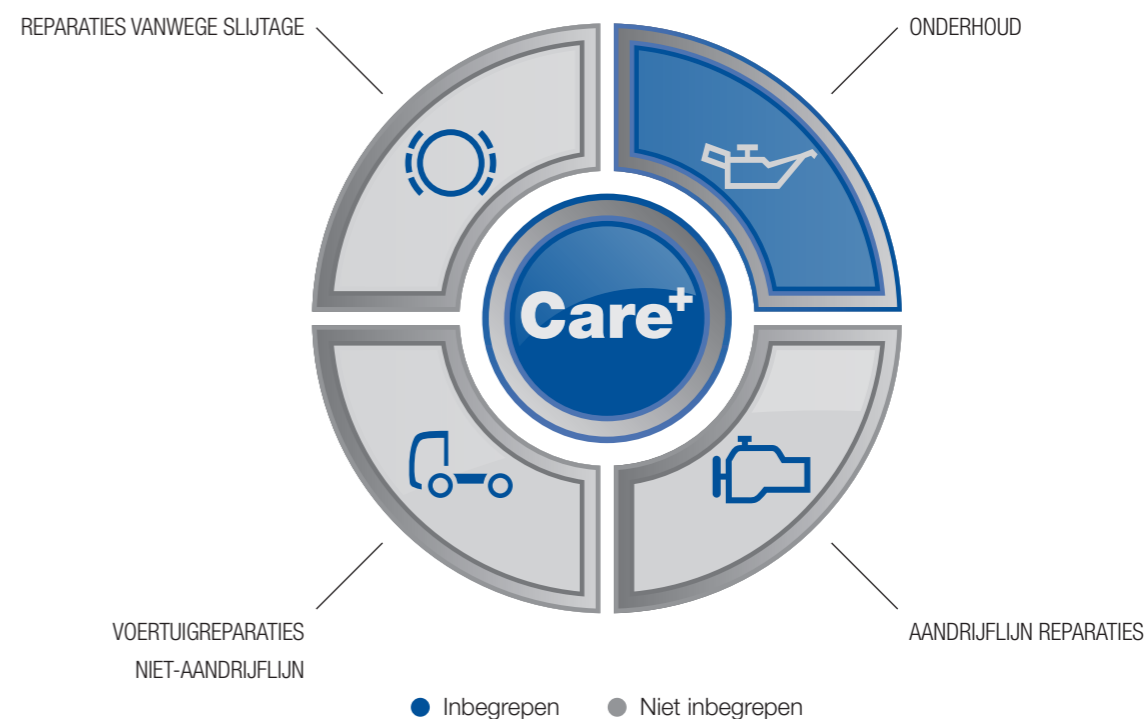 REPARATIES VANWEGE SLIJTAGE
ONDERHOUD
Care+
VOERTUIGREPARATIES
NIET-AANDRIJFLIJN
AANDRIJFLIJN REPARATIES
Inbegrepen
Niet inbegrepen